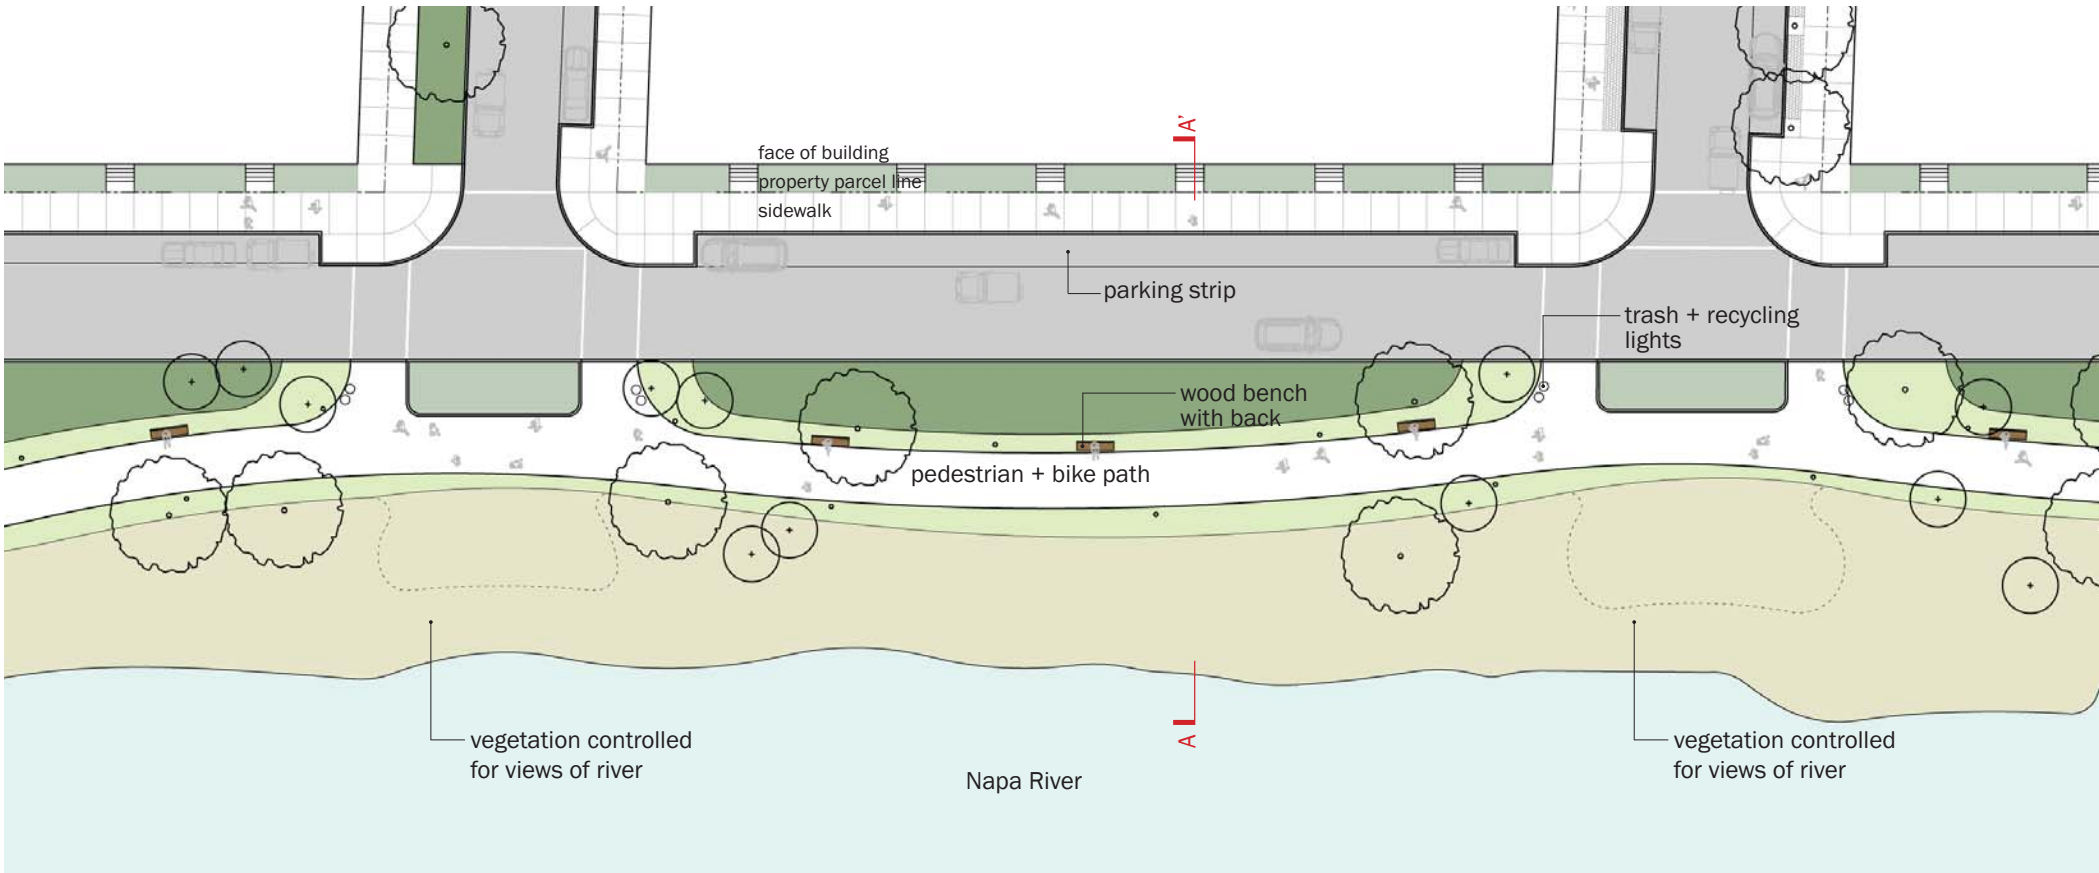 A'
face of building
property parcel line
sidewalk
parking strip
trash + recycling
lights
wood bench
with back
pedestrian + bike path
vegetation controlled
for views of river
A
vegetation controlled
for views of river
Napa River